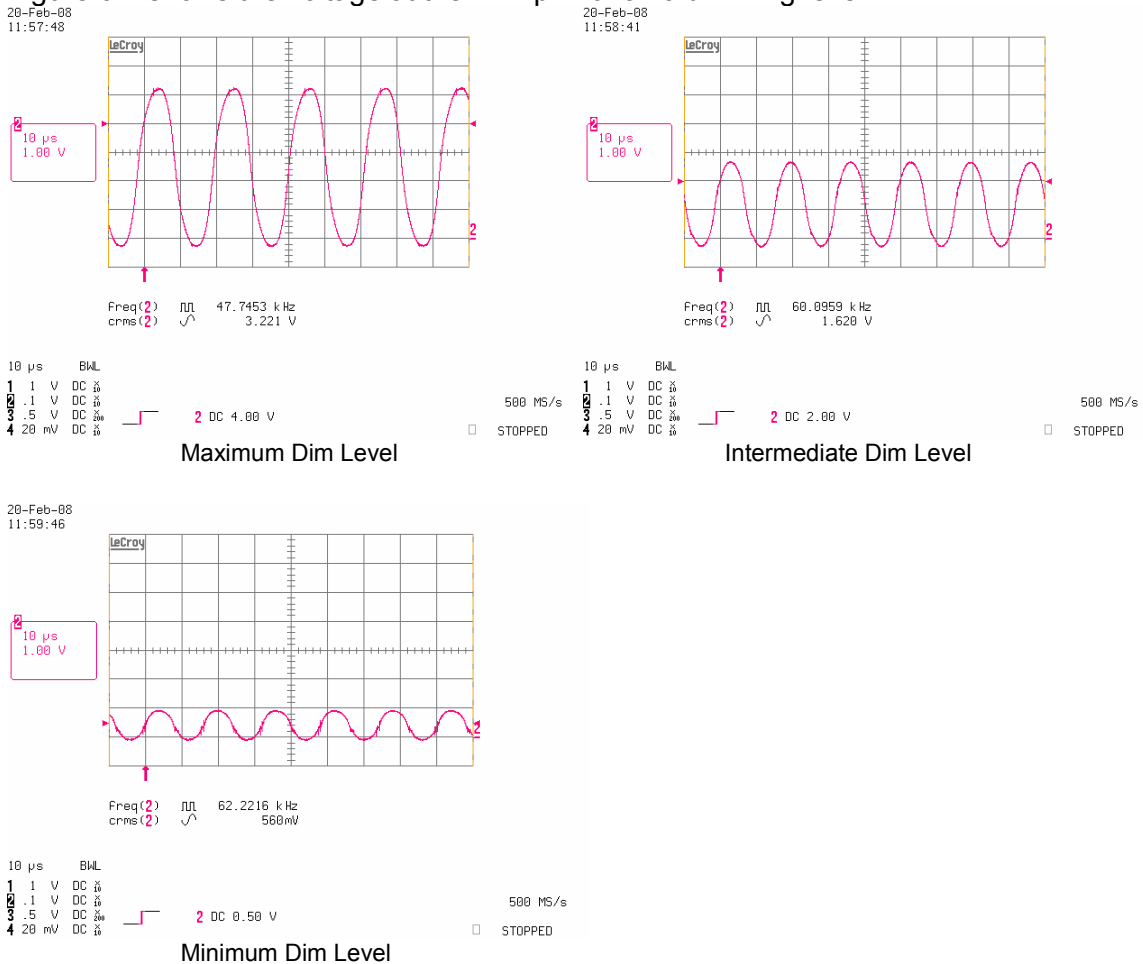 20-Feb-08
11:57:48
LeCroy
2
10 µs
1.00 V
2
Freq(2) 47.7453 kHz
crms(2) 3.221 V
10 µs BWL
1 1 V DC
2 .1 V DC
3 .5 V DC
4 20 mV DC
2 DC 4.00 V
500 MS/s
STOPPED
Maximum Dim Level
20-Feb-08
11:58:41
LeCroy
2
10 µs
1.00 V
2
Freq(2) 60.0959 kHz
crms(2) 1.620 V
10 µs BWL
1 1 V DC
2 .1 V DC
3 .5 V DC
4 20 mV DC
2 DC 2.00 V
500 MS/s
STOPPED
Intermediate Dim Level
20-Feb-08
11:59:46
LeCroy
2
10 µs
1.00 V
2
Freq(2) 62.2216 kHz
crms(2) 560mV
10 µs BWL
1 1 V DC
2 .1 V DC
3 .5 V DC
4 20 mV DC
2 DC 0.50 V
500 MS/s
STOPPED
Minimum Dim Level